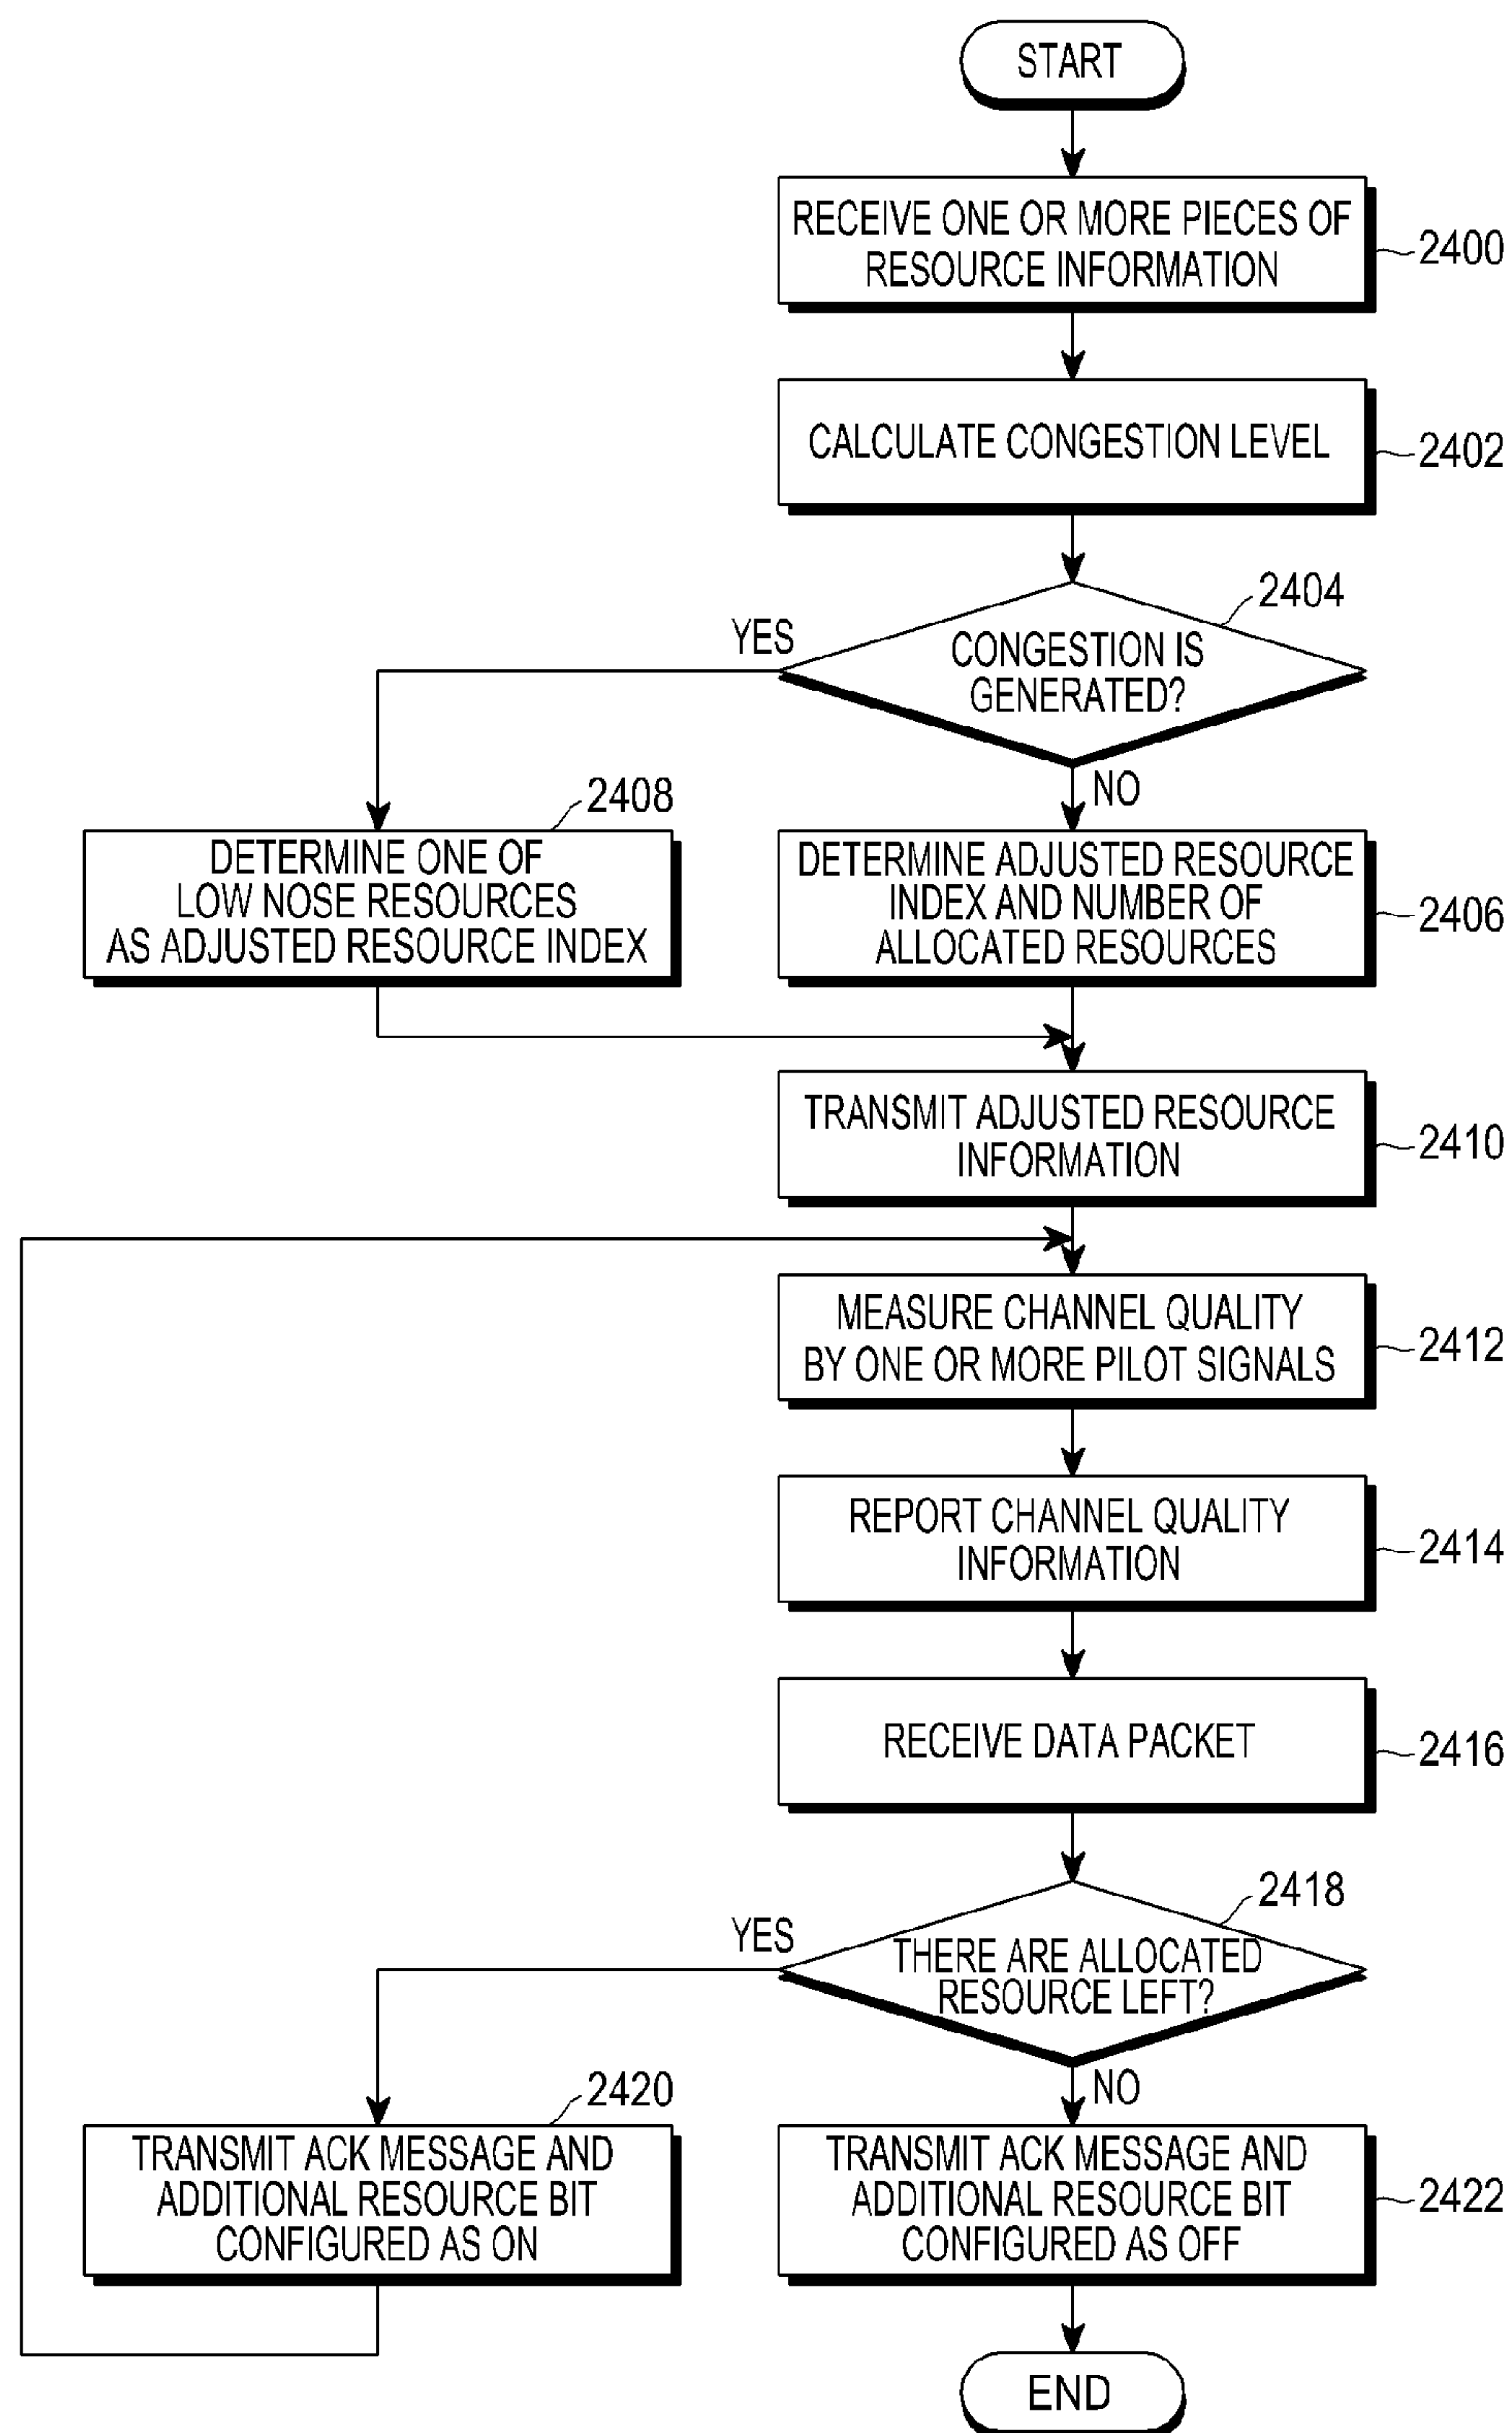 START
RECEIVE ONE OR MORE PIECES OF
RESOURCE INFORMATION
2400
CALCULATE CONGESTION LEVEL
2402
2404
YES
CONGESTION IS
GENERATED?
NO
2408
DETERMINE ONE OF
LOW NOSE RESOURCES
AS ADJUSTED RESOURCE INDEX
DETERMINE ADJUSTED RESOURCE
INDEX AND NUMBER OF
ALLOCATED RESOURCES
2406
TRANSMIT ADJUSTED RESOURCE
INFORMATION
2410
MEASURE CHANNEL QUALITY
BY ONE OR MORE PILOT SIGNALS
2412
REPORT CHANNEL QUALITY
INFORMATION
2414
RECEIVE DATA PACKET
2416
2418
YES
THERE ARE ALLOCATED
RESOURCE LEFT?
NO
2420
TRANSMIT ACK MESSAGE AND
ADDITIONAL RESOURCE BIT
CONFIGURED AS ON
TRANSMIT ACK MESSAGE AND
ADDITIONAL RESOURCE BIT
CONFIGURED AS OFF
2422
END